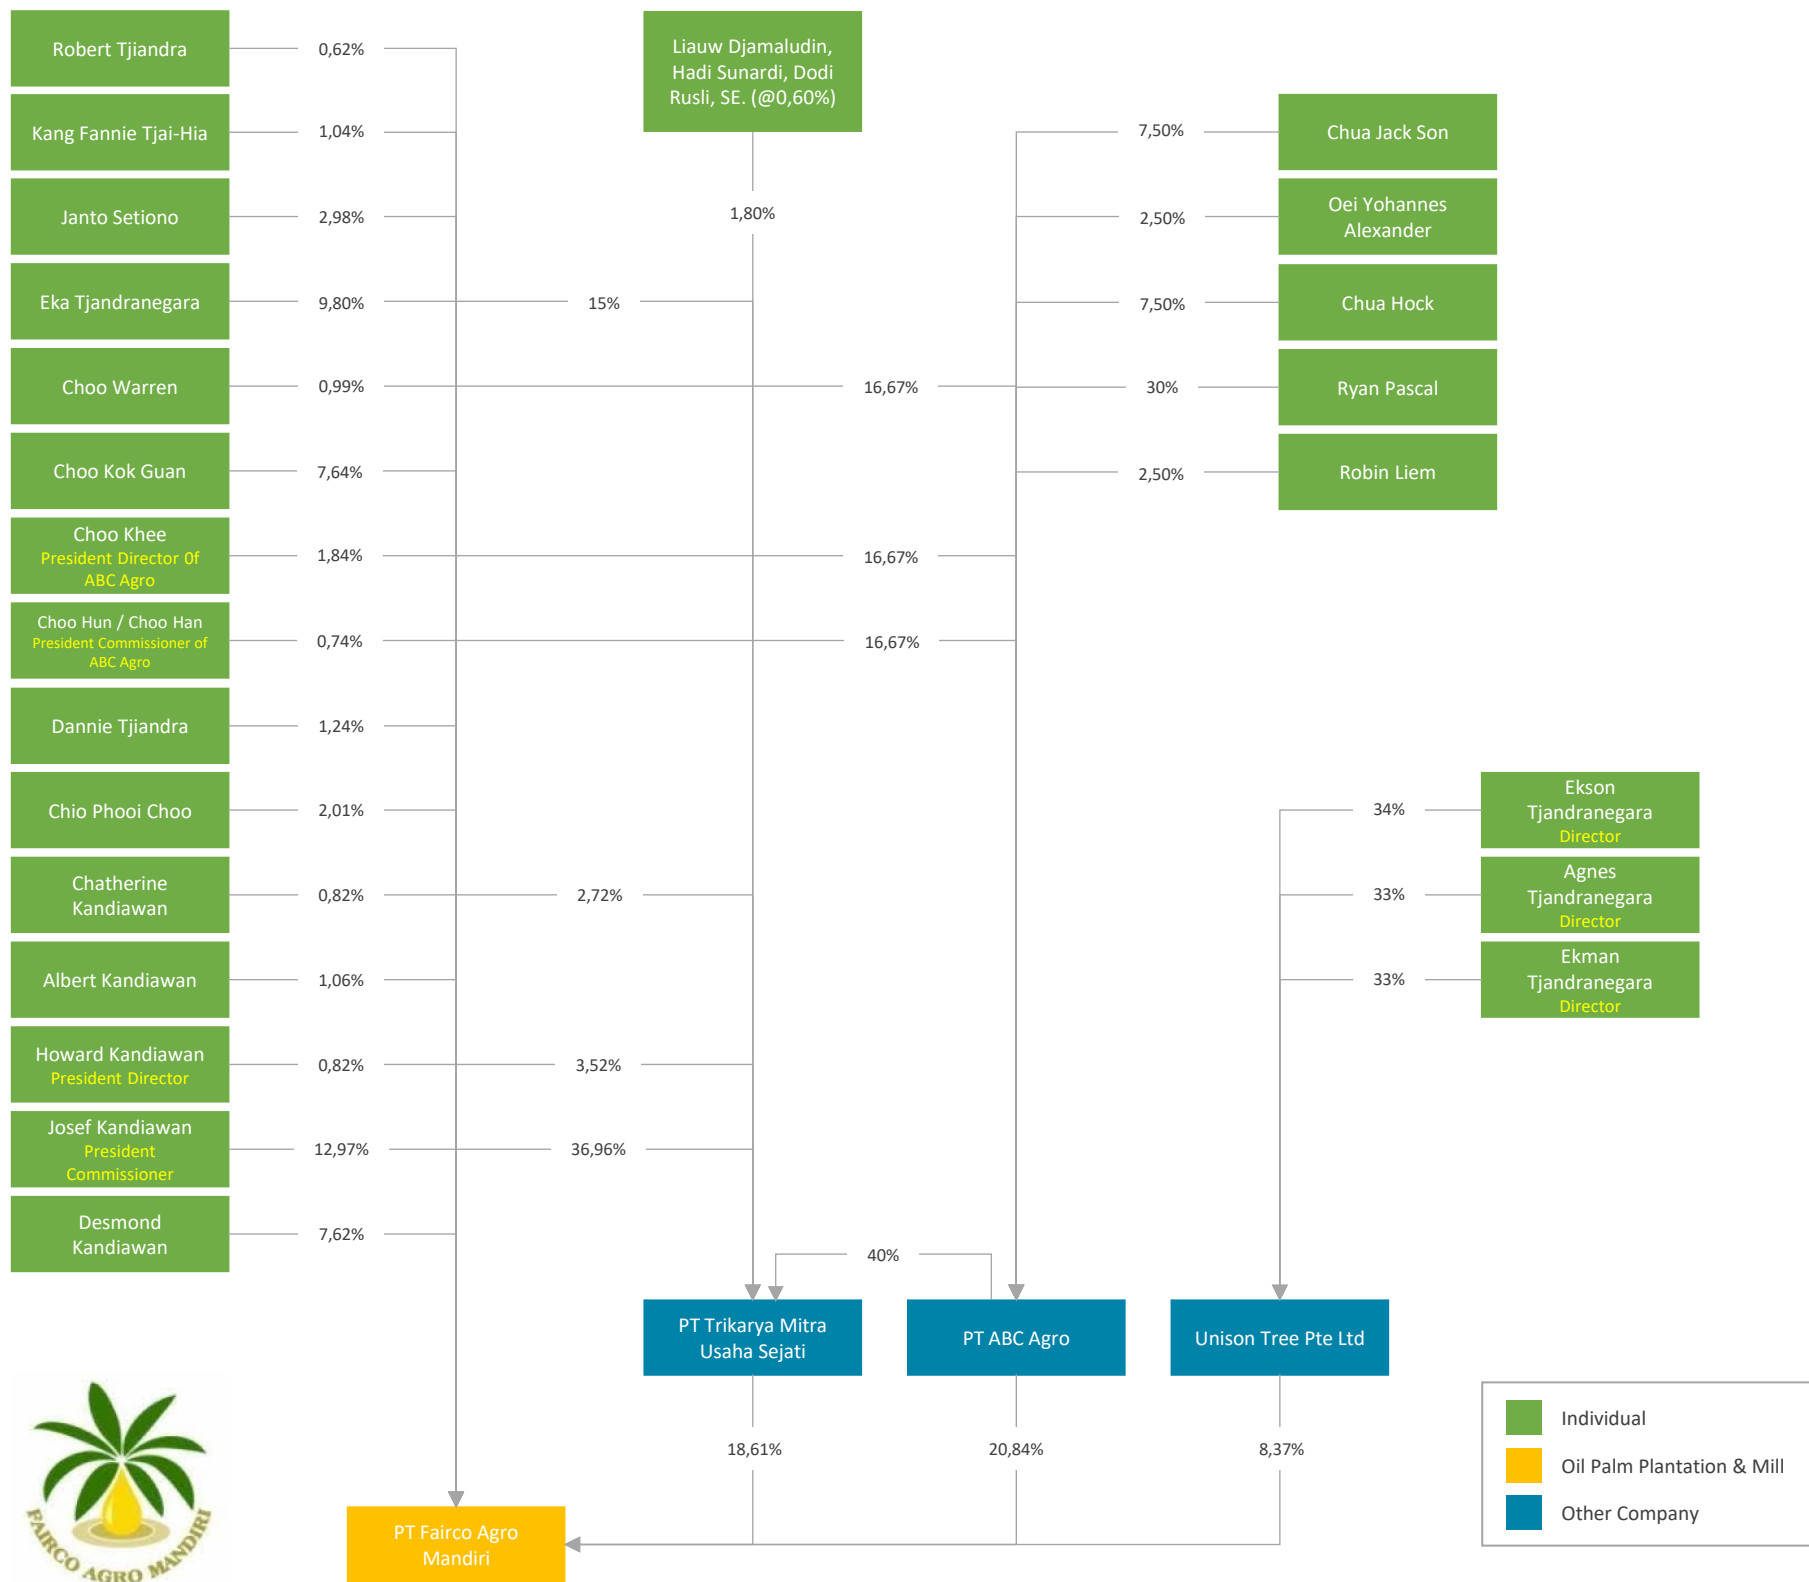 Robert Tjiandra
0,62%
Liauw Djamaludin,
Hadi Sunardi, Dodi
Rusli, SE. (@0,60%)
Kang Fannie Tjai-Hia
1,04%
7,50%
Chua Jack Son
Janto Setiono
2,98%
1,80%
2,50%
Oei Yohannes
Alexander
Eka Tjandranegara
9,80%
15%
7,50%
Chua Hock
Choo Warren
0,99%
16,67%
30%
Ryan Pascal
Choo Kok Guan
7,64%
2,50%
Robin Liem
Choo Khee
President Director 0f
ABC Agro
1,84%
16,67%
Choo Hun / Choo Han
President Commissioner of
ABC Agro
0,74%
16,67%
Dannie Tjiandra
1,24%
Chio Phooi Choo
2,01%
34%
Ekson
Tjandranegara
Director
Chatherine
Kandiawan
0,82%
2,72%
33%
Agnes
Tjandranegara
Director
Albert Kandiawan
1,06%
33%
Ekman
Tjandranegara
Director
Howard Kandiawan
President Director
0,82%
3,52%
Josef Kandiawan
President
Commissioner
12,97%
36,96%
Desmond
Kandiawan
7,62%
40%
PT Trikarya Mitra
Usaha Sejati
PT ABC Agro
Unison Tree Pte Ltd
18,61%
20,84%
8,37%
Individual
Oil Palm Plantation & Mill
Other Company
FAIRCO AGRO MANDIRI
PT Fairco Agro
Mandiri